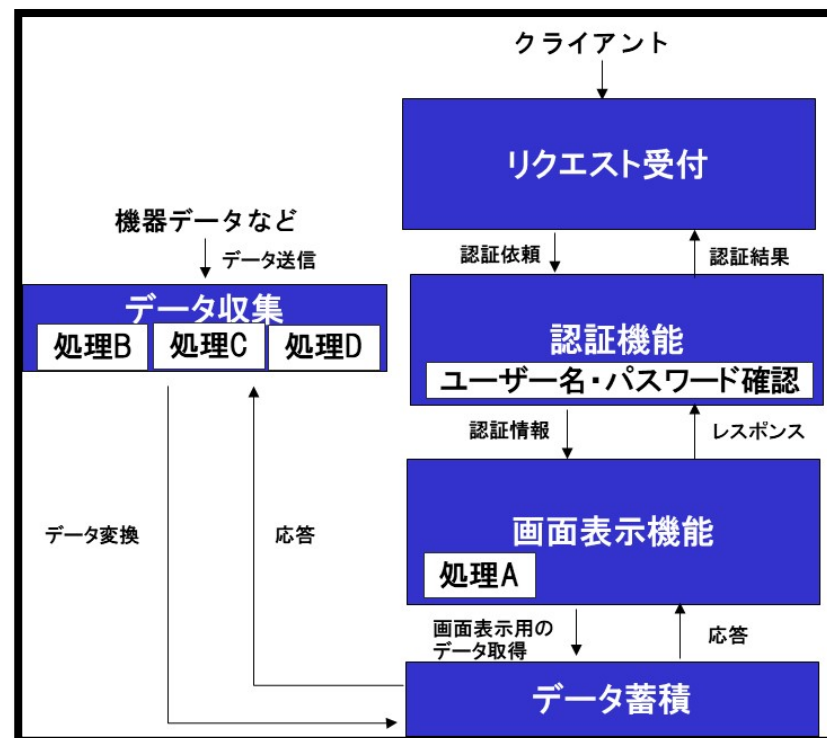 クライアント
リクエスト受付
機器データなど
データ送信
認証依頼
認証結果
データ収集
処理B
処理C
処理D
認証機能
ユーザー名・パスワード確認
認証情報
レスポンス
データ変換
応答
画面表示機能
処理A
画面表示用の
データ取得
応答
データ蓄積